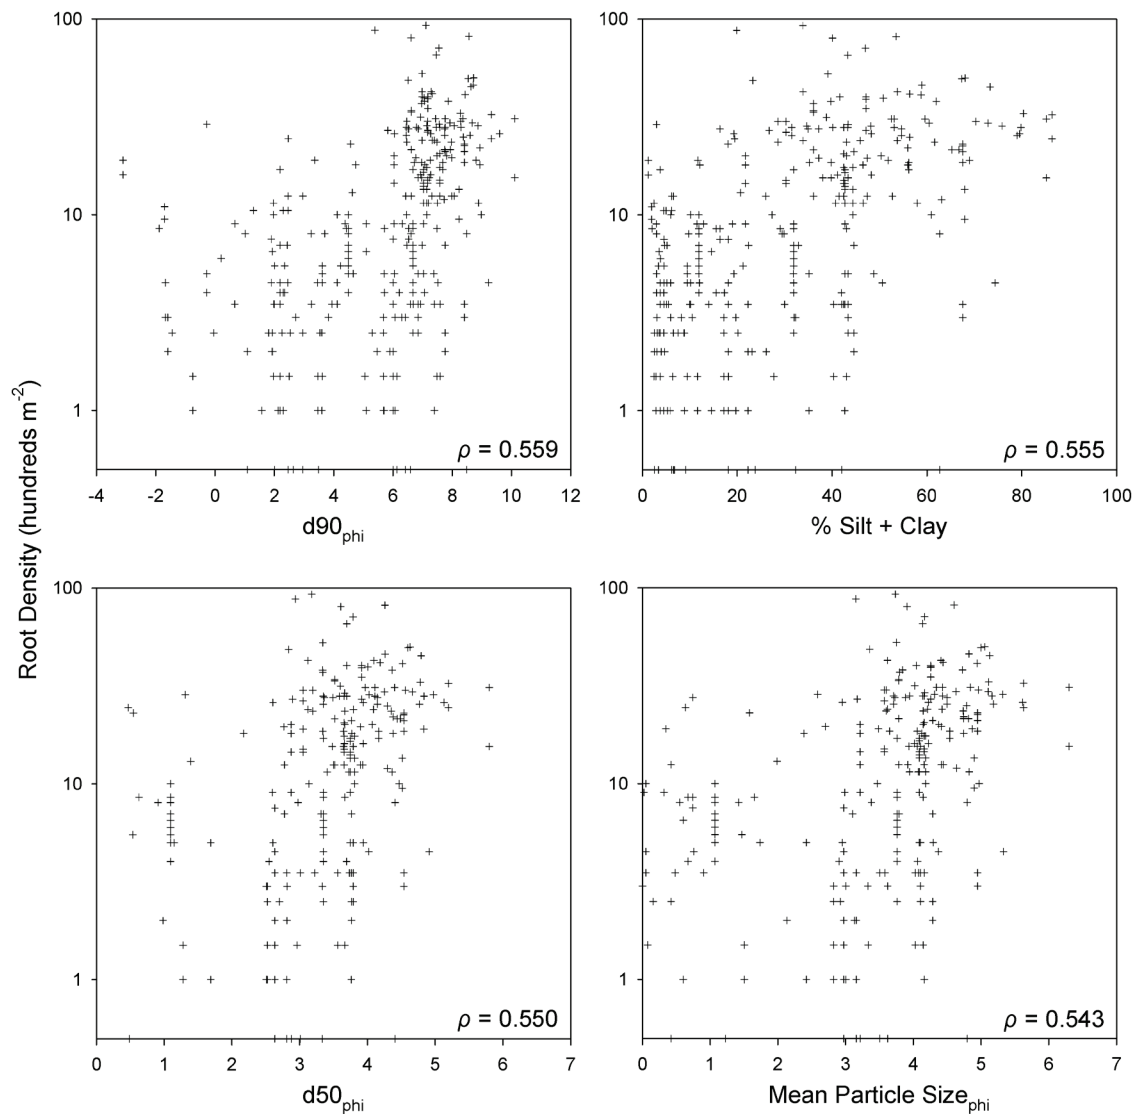 Root Density (hundreds m-2)
100
10
1
ρ = 0.559
-4 -2 0 2 4 6 8 10 12
d90phi
100
10
1
ρ = 0.555
0 20 40 60 80 100
% Silt + Clay
100
10
1
ρ = 0.550
0 1 2 3 4 5 6 7
d50phi
100
10
1
ρ = 0.543
0 1 2 3 4 5 6 7
Mean Particle Sizephi